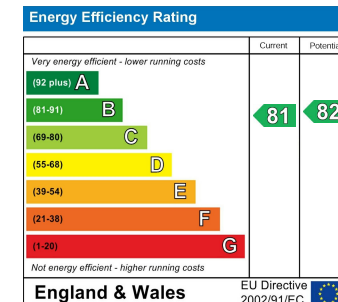 Energy Efficiency Rating
Current Potentia
Very energy efficient - lower running costs
(92 plus) A
(81-91) B
81 82
(69-80) C
(55-68) D
(39-54) E
(21-38) F
(1-20) G
Not energy efficient - higher running costs
England & Wales
EU Directive
2002/91/EC